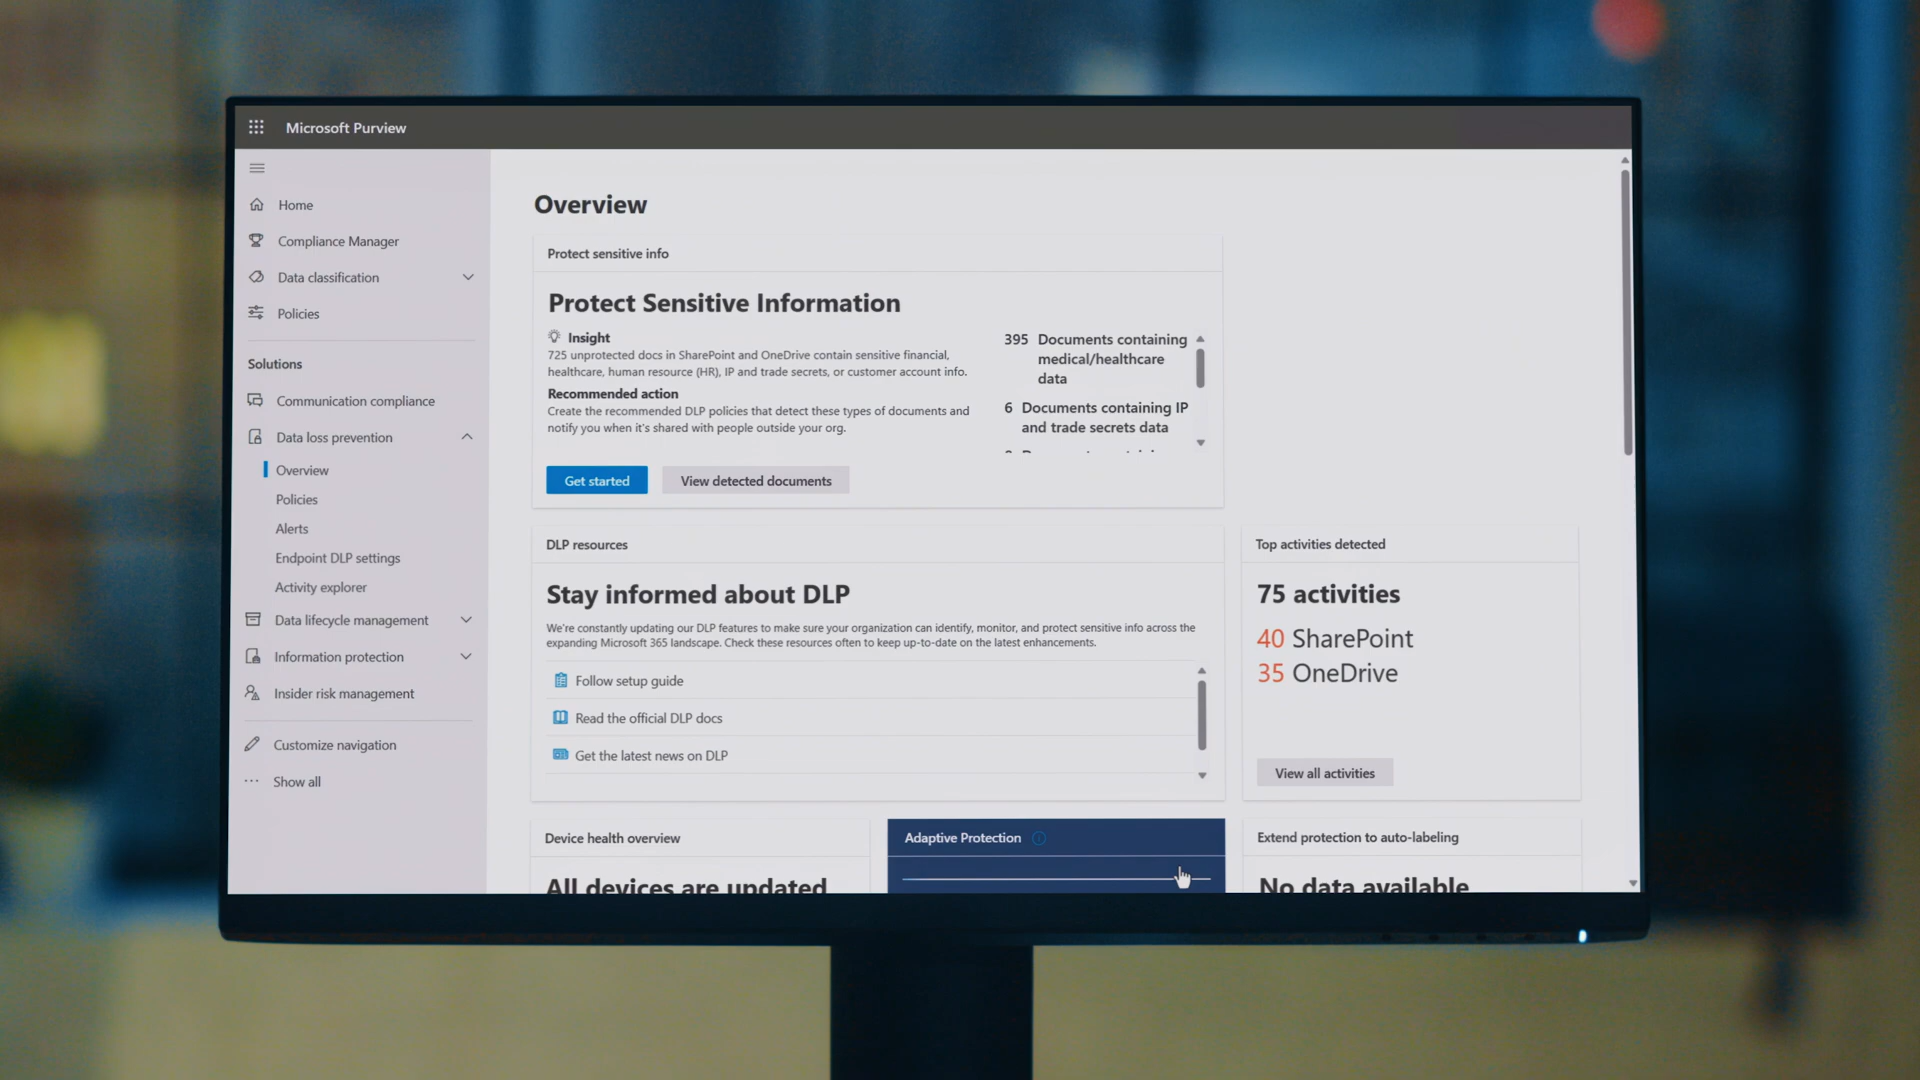 Microsoft Purview
Home
Compliance Manager
Data classification
Policies
Solutions
Communication compliance
Data loss prevention
Overview
Policies
Alerts
Endpoint DLP settings
Activity explorer
Data lifecycle management
Information protection
Insider risk management
Customize navigation
Show all
Overview
Protect sensitive info
Protect Sensitive Information
Insight
725 unprotected docs in SharePoint and OneDrive contain sensitive financial,
healthcare, human resource (HR), IP and trade secrets, or customer account info.
Recommended action
Create the recommended DLP policies that detect these types of documents and
notify you when it's shared with people outside your org.
395 Documents containing
medical/healthcare
data
6 Documents containing IP
and trade secrets data
Get started
View detected documents
DLP resources
Stay informed about DLP
We're constantly updating our DLP features to make sure your organization can identify, monitor, and protect sensitive info across the
expanding Microsoft 365 landscape. Check these resources often to keep up-to-date on the latest enhancements.
Follow setup guide
Read the official DLP docs
Get the latest news on DLP
Top activities detected
75 activities
40 SharePoint
35 OneDrive
View all activities
Device health overview
All devices are updated
Adaptive Protection
Extend protection to auto-labeling
No data available